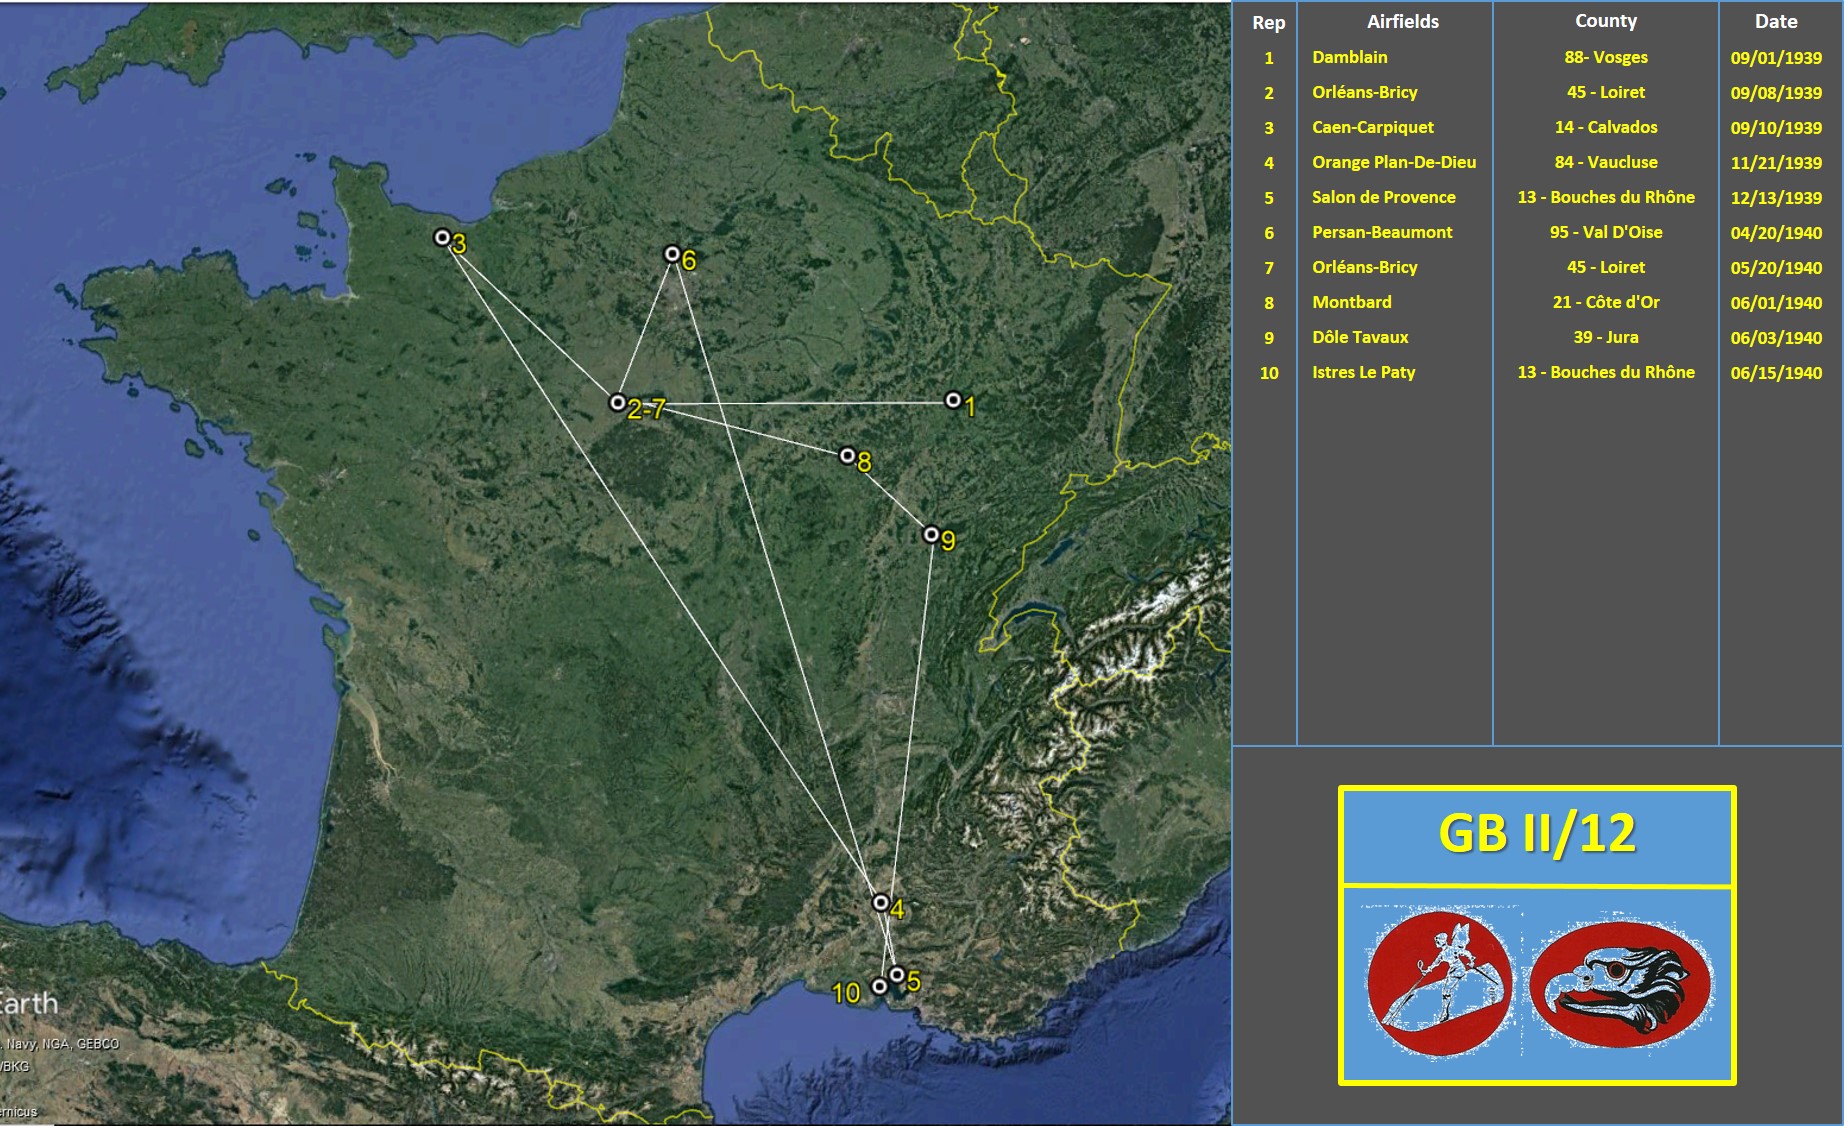 Rep Airfields County Date
1 Damblain 88- Vosges 09/01/1939
2 Orléans-Bricy 45 - Loiret 09/08/1939
3 Caen-Carpiquet 14 - Calvados 09/10/1939
4 Orange Plan-De-Dieu 84 - Vaucluse 11/21/1939
5 Salon de Provence 13 - Bouches du Rhône 12/13/1939
6 Persan-Beaumont 95 - Val D'Oise 04/20/1940
7 Orléans-Bricy 45 - Loiret 05/20/1940
8 Montbard 21 - Côte d'Or 06/01/1940
9 Dôle Tavaux 39 - Jura 06/03/1940
10 Istres Le Paty 13 - Bouches du Rhône 06/15/1940
3
6
2-7
1
8
9
4
5
10
GB II/12
Earth
, Navy, NGA, GEBCO